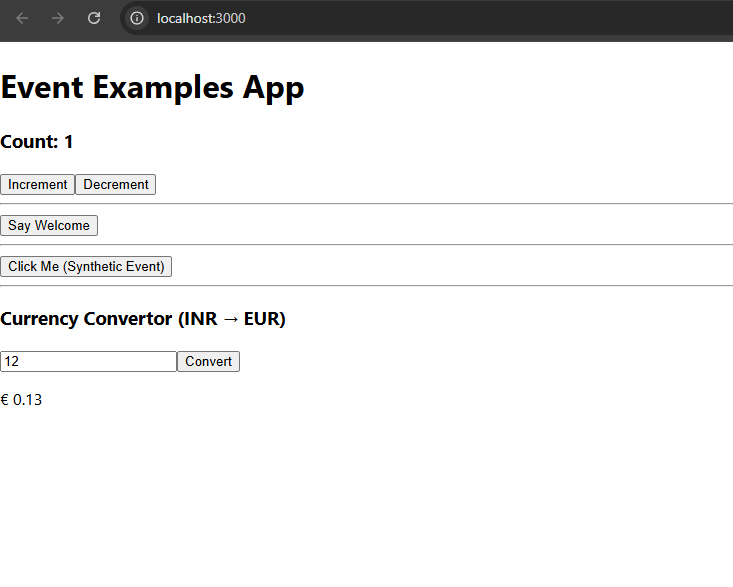 localhost:3000
Event Examples App
Count: 1
Increment Decrement
Say Welcome
Click Me (Synthetic Event)
Currency Convertor (INR → EUR)
12 Convert
€ 0.13